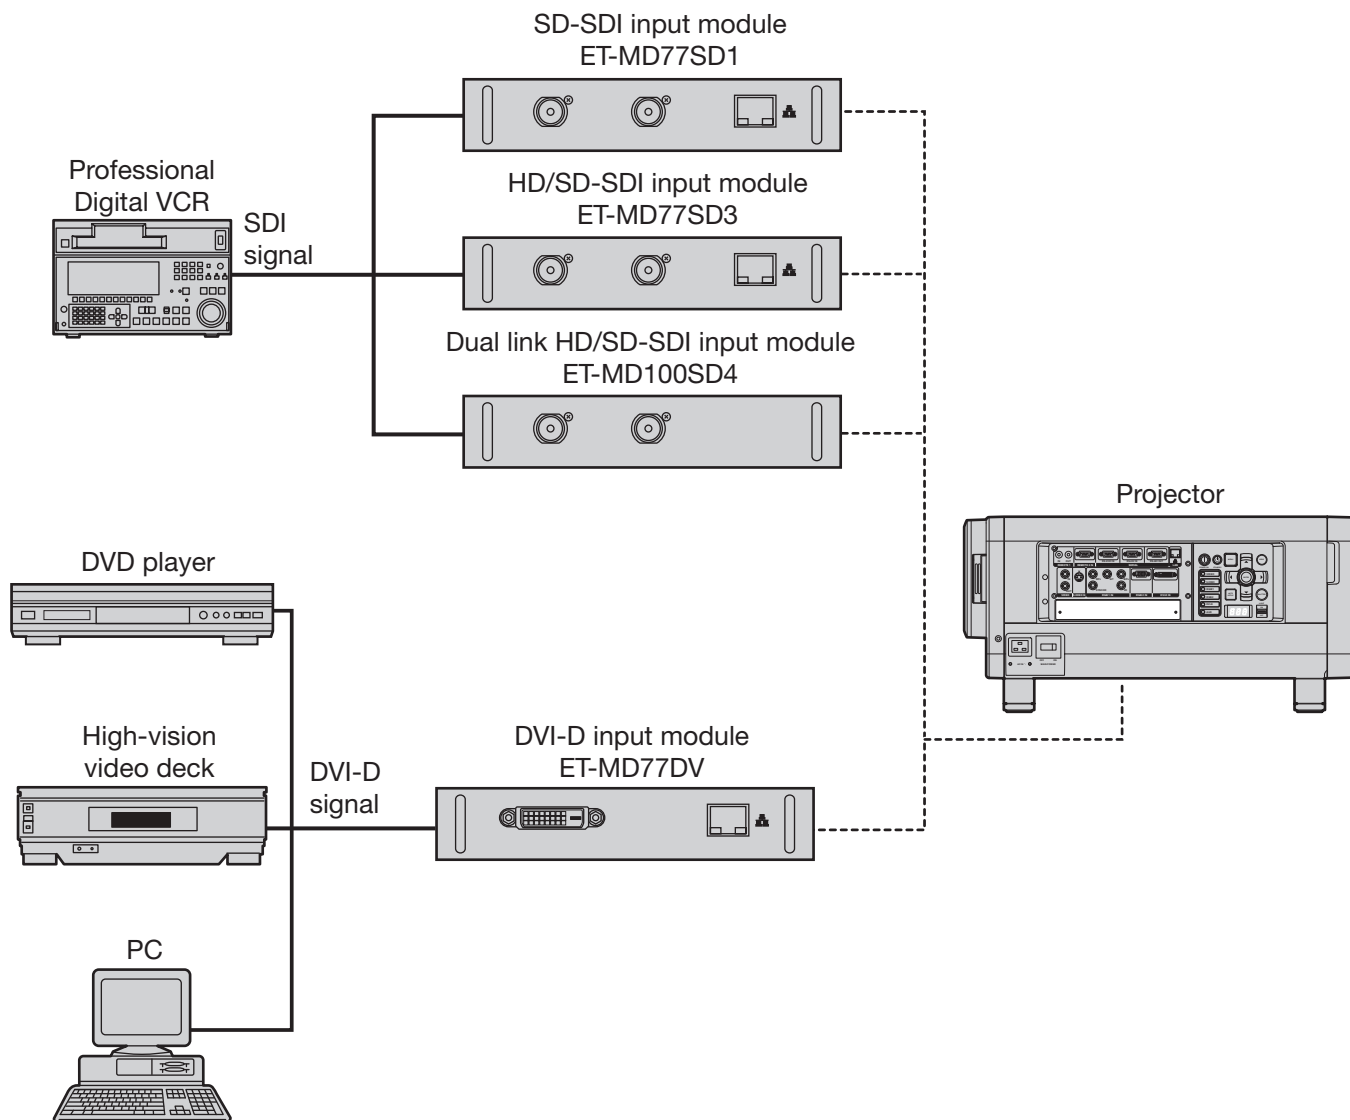 SD-SDI input module
ET-MD77SD1
Professional
Digital VCR
SDI
signal
HD/SD-SDI input module
ET-MD77SD3
Dual link HD/SD-SDI input module
ET-MD100SD4
Projector
DVD player
High-vision
video deck
DVI-D
signal
DVI-D input module
ET-MD77DV
PC